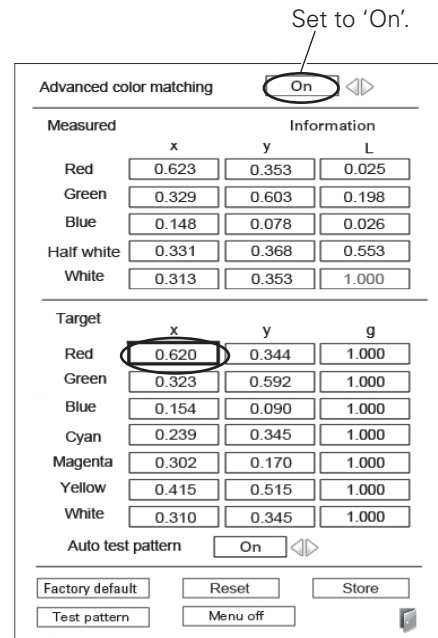 Set to ‘On’.
Advanced color matching On
Measured Information
x y L
Red 0.623 0.353 0.025
Green 0.329 0.603 0.198
Blue 0.148 0.078 0.026
Half white 0.331 0.368 0.553
White 0.313 0.353 1.000
Target
x y g
Red 0.620 0.344 1.000
Green 0.323 0.592 1.000
Blue 0.154 0.090 1.000
Cyan 0.239 0.345 1.000
Magenta 0.302 0.170 1.000
Yellow 0.415 0.515 1.000
White 0.310 0.345 1.000
Auto test pattern On
Factory default Reset Store
Test pattern Menu off